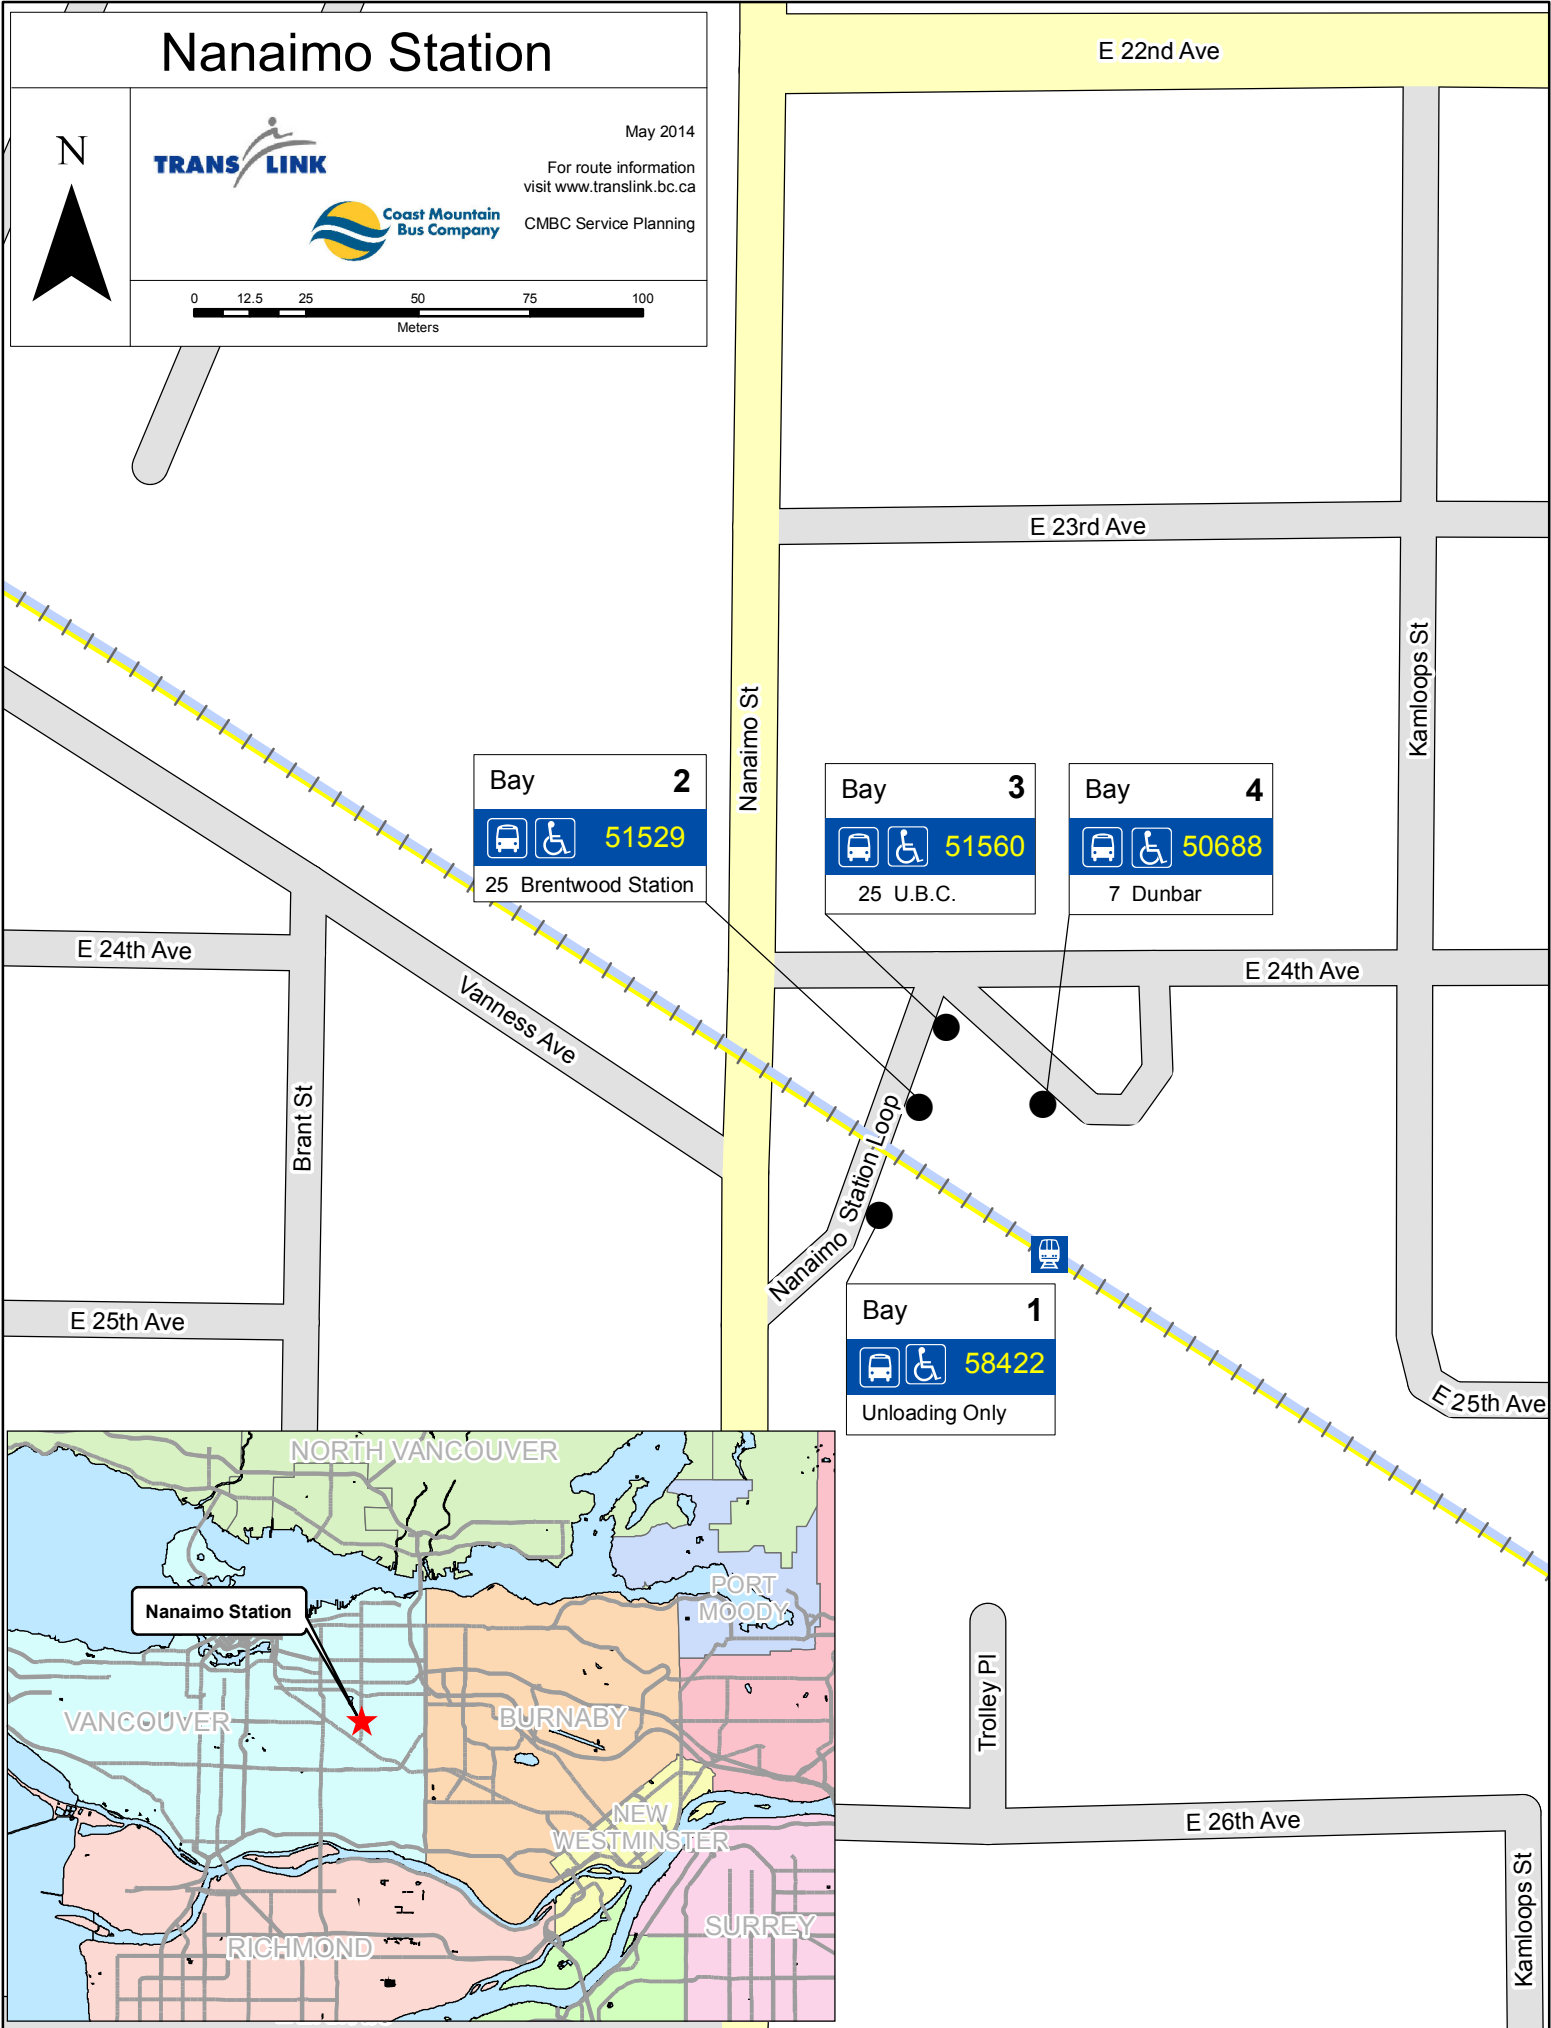 Nanaimo Station
N
TRANS LINK
May 2014
For route information
visit www.translink.bc.ca
Coast Mountain
Bus Company
CMBC Service Planning
0 12.5 25 50 75 100
Meters
E 22nd Ave
E 23rd Ave
Kamloops St
Nanaimo St
Bay 2
51529
25 Brentwood Station
Bay 3
51560
25 U.B.C.
Bay 4
50688
7 Dunbar
E 24th Ave
E 24th Ave
Vanness Ave
Brant St
Nanaimo Station Loop
E 25th Ave
Bay 1
58422
Unloading Only
E 25th Ave
NORTH VANCOUVER
PORT
MOODY
Nanaimo Station
VANCOUVER
BURNABY
NEW
WESTMINSTER
RICHMOND
SURREY
Trolley Pl
E 26th Ave
Kamloops St